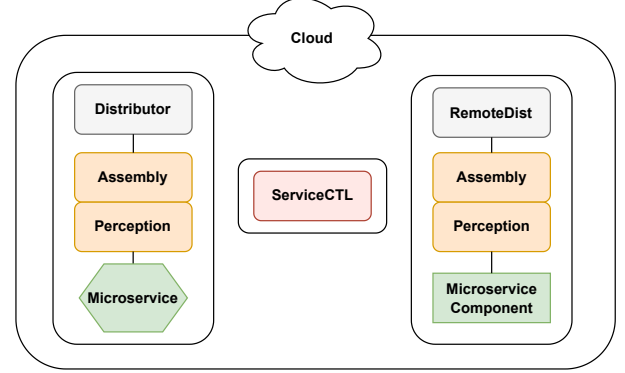 Cloud
Distributor
Assembly
Perception
Microservice
ServiceCTL
RemoteDist
Assembly
Perception
Microservice
Component